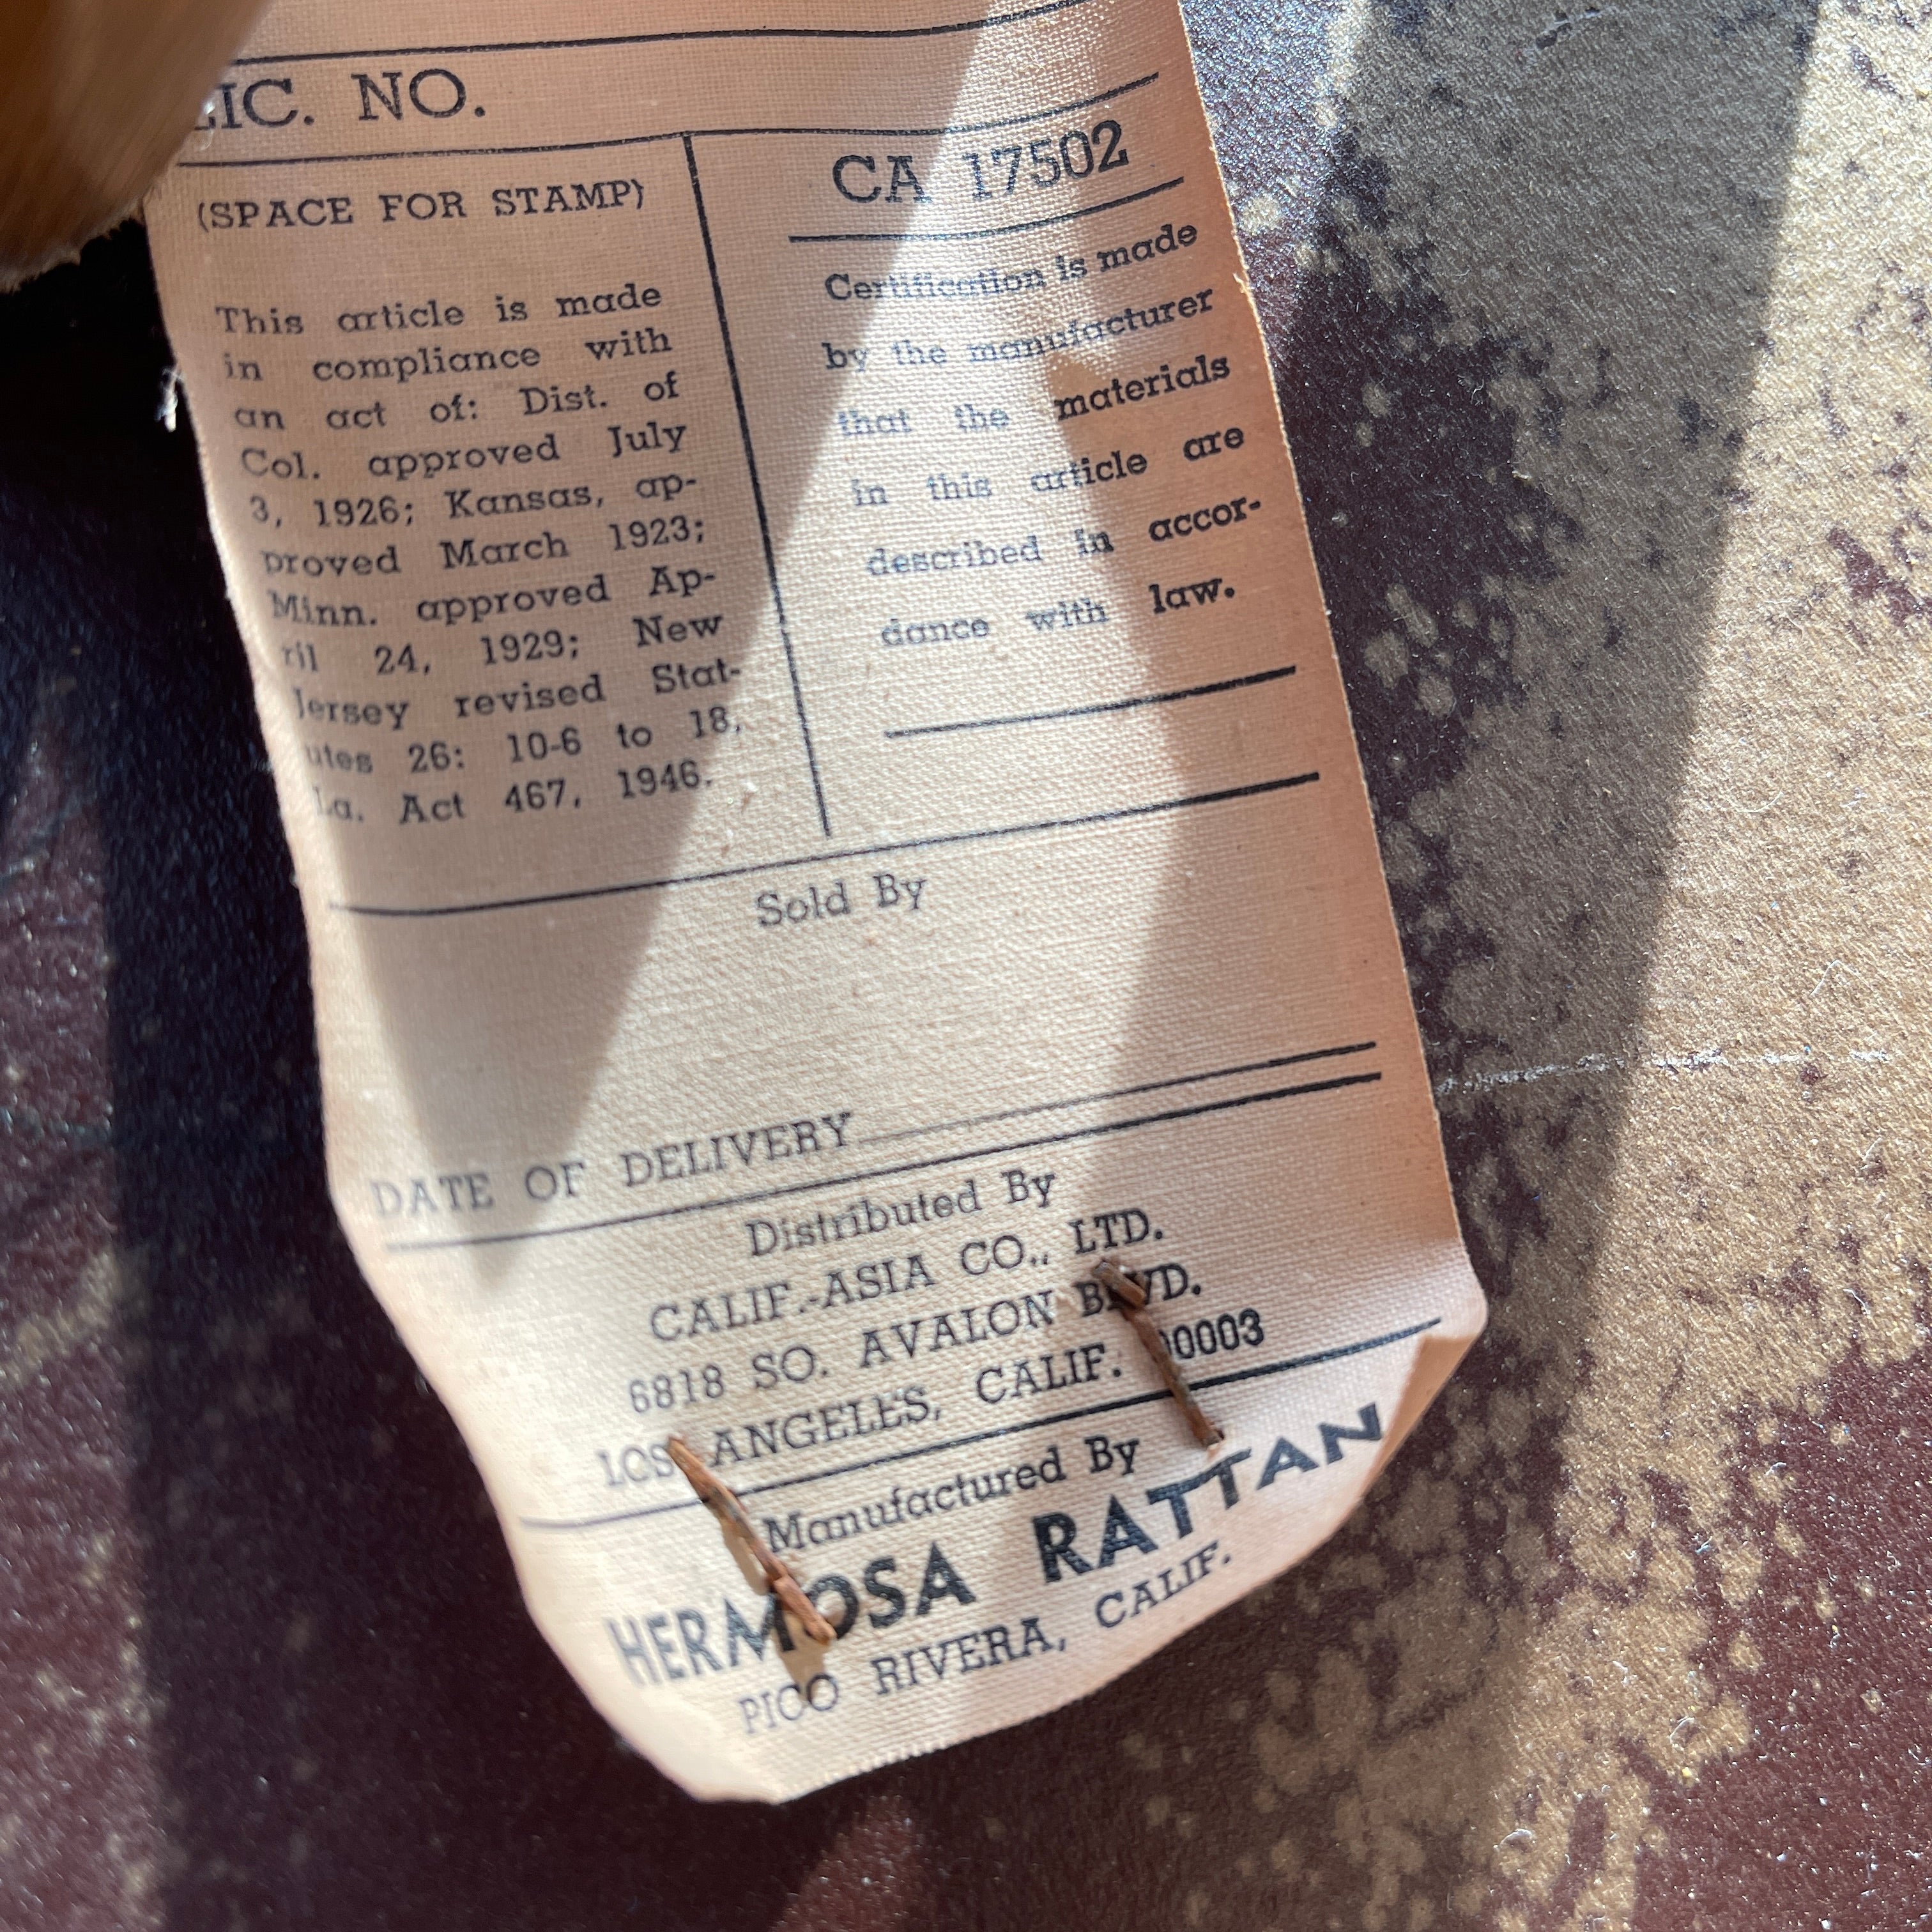 LIC. NO.
(SPACE FOR STAMP)
This article is made
in compliance with
an act of: Dist. of
Col. approved July
3, 1926; Kansas, ap-
proved March 1923;
Minn. approved Ap-
ril 24, 1929; New
Jersey revised Stat-
utes 26: 10-6 to 18,
La. Act 467, 1946.
CA 17502
Certification is made
by the manufacturer
that the materials
in this article are
described in accor-
dance with law.
Sold By
DATE OF DELIVERY
Distributed By
CALIF.-ASIA CO., LTD.
6818 SO. AVALON BLVD.
LOS ANGELES, CALIF. 90003
Manufactured By
HERMOSA RATTAN
PICO RIVERA, CALIF.